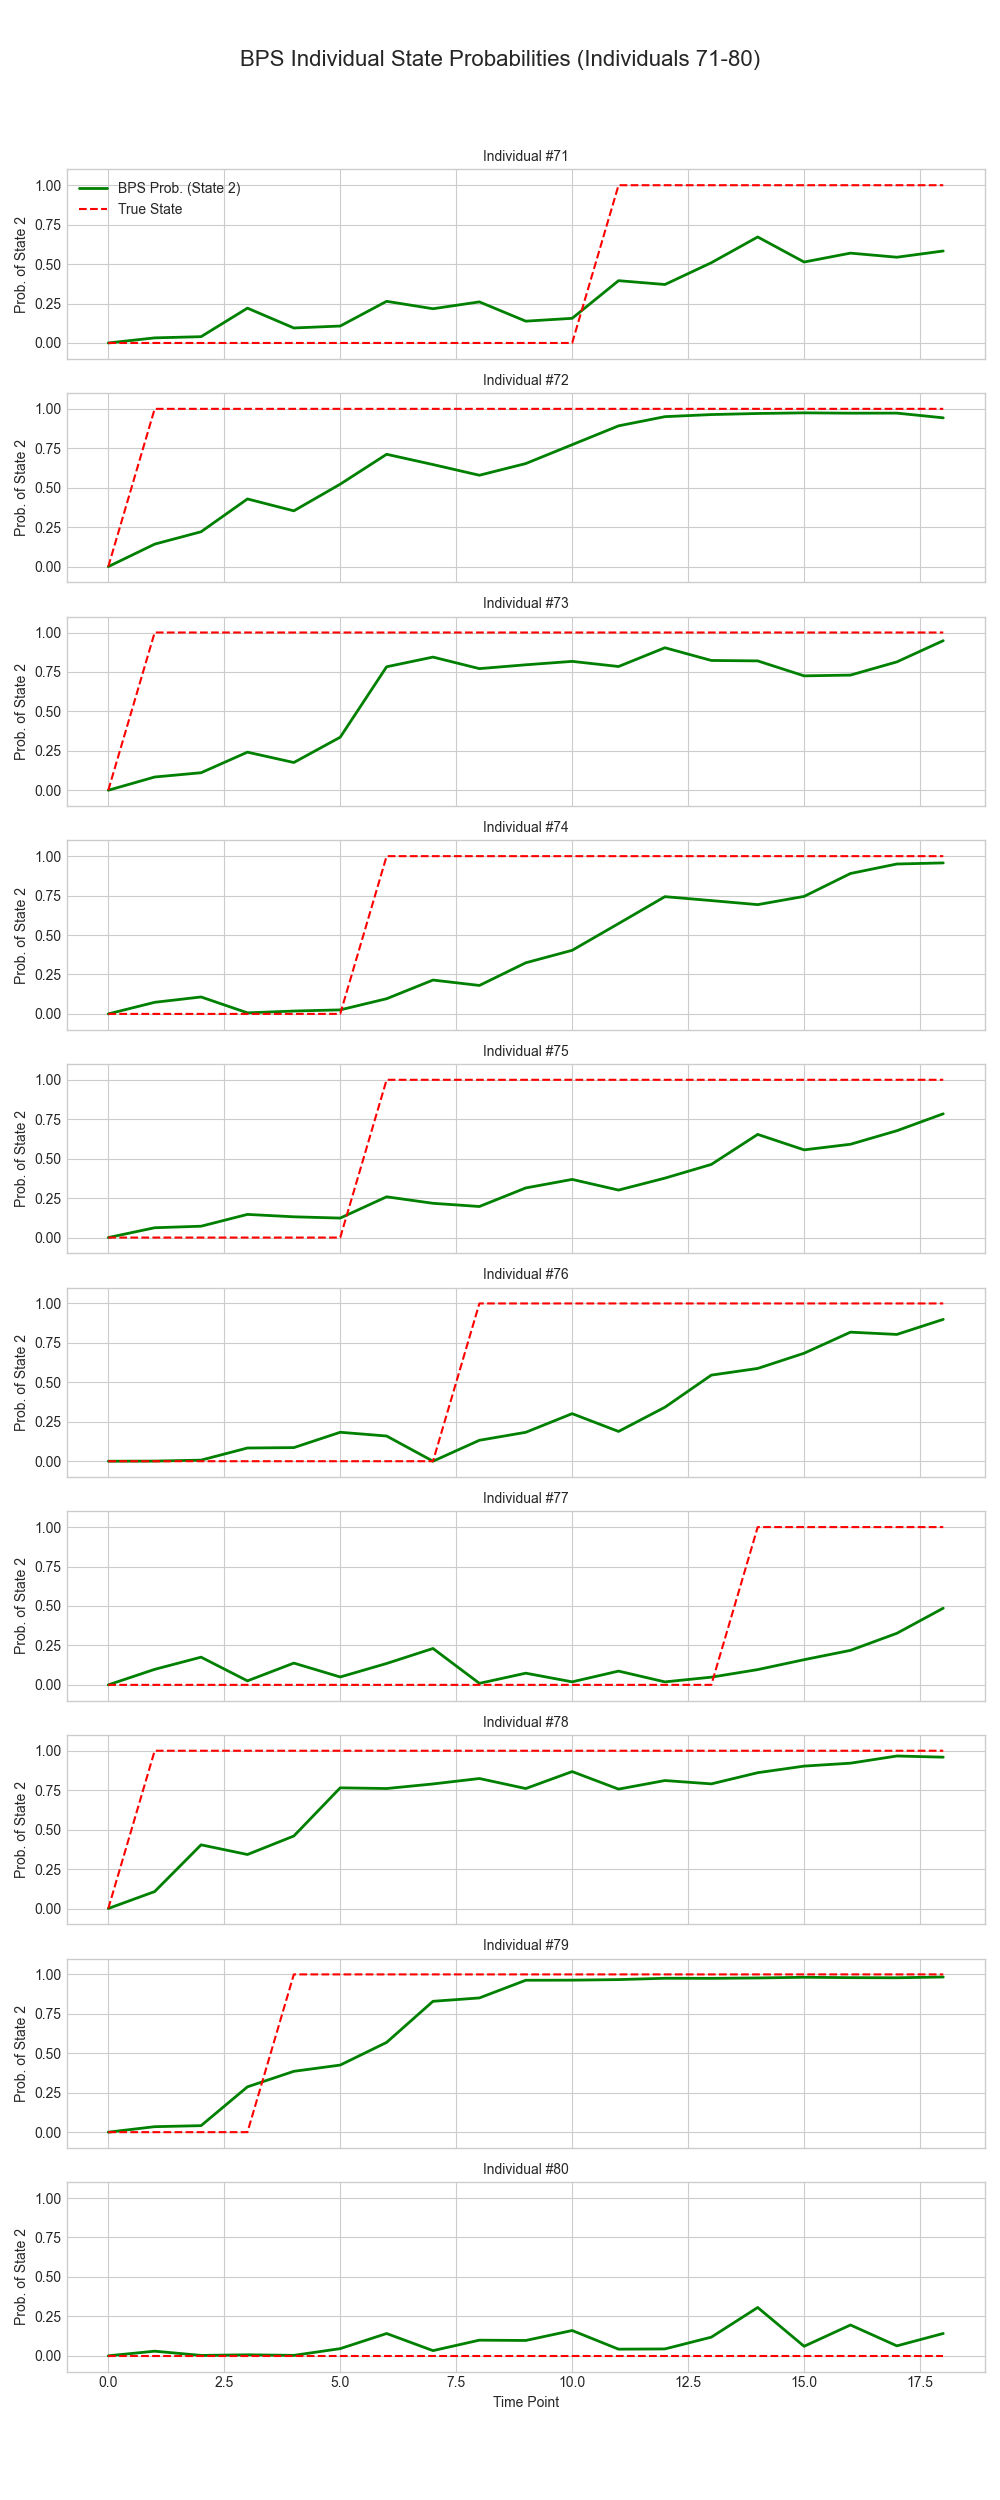 BPS Individual State Probabilities (Individuals 71-80)
Individual #71
1.00
0.75
0.50
0.25
0.00
Prob. of State 2
BPS Prob. (State 2)
True State
Individual #72
1.00
0.75
0.50
0.25
0.00
Prob. of State 2
Individual #73
1.00
0.75
0.50
0.25
0.00
Prob. of State 2
Individual #74
1.00
0.75
0.50
0.25
0.00
Prob. of State 2
Individual #75
1.00
0.75
0.50
0.25
0.00
Prob. of State 2
Individual #76
1.00
0.75
0.50
0.25
0.00
Prob. of State 2
Individual #77
1.00
0.75
0.50
0.25
0.00
Prob. of State 2
Individual #78
1.00
0.75
0.50
0.25
0.00
Prob. of State 2
Individual #79
1.00
0.75
0.50
0.25
0.00
Prob. of State 2
Individual #80
1.00
0.75
0.50
0.25
0.00
Prob. of State 2
0.0 2.5 5.0 7.5 10.0 12.5 15.0 17.5
Time Point